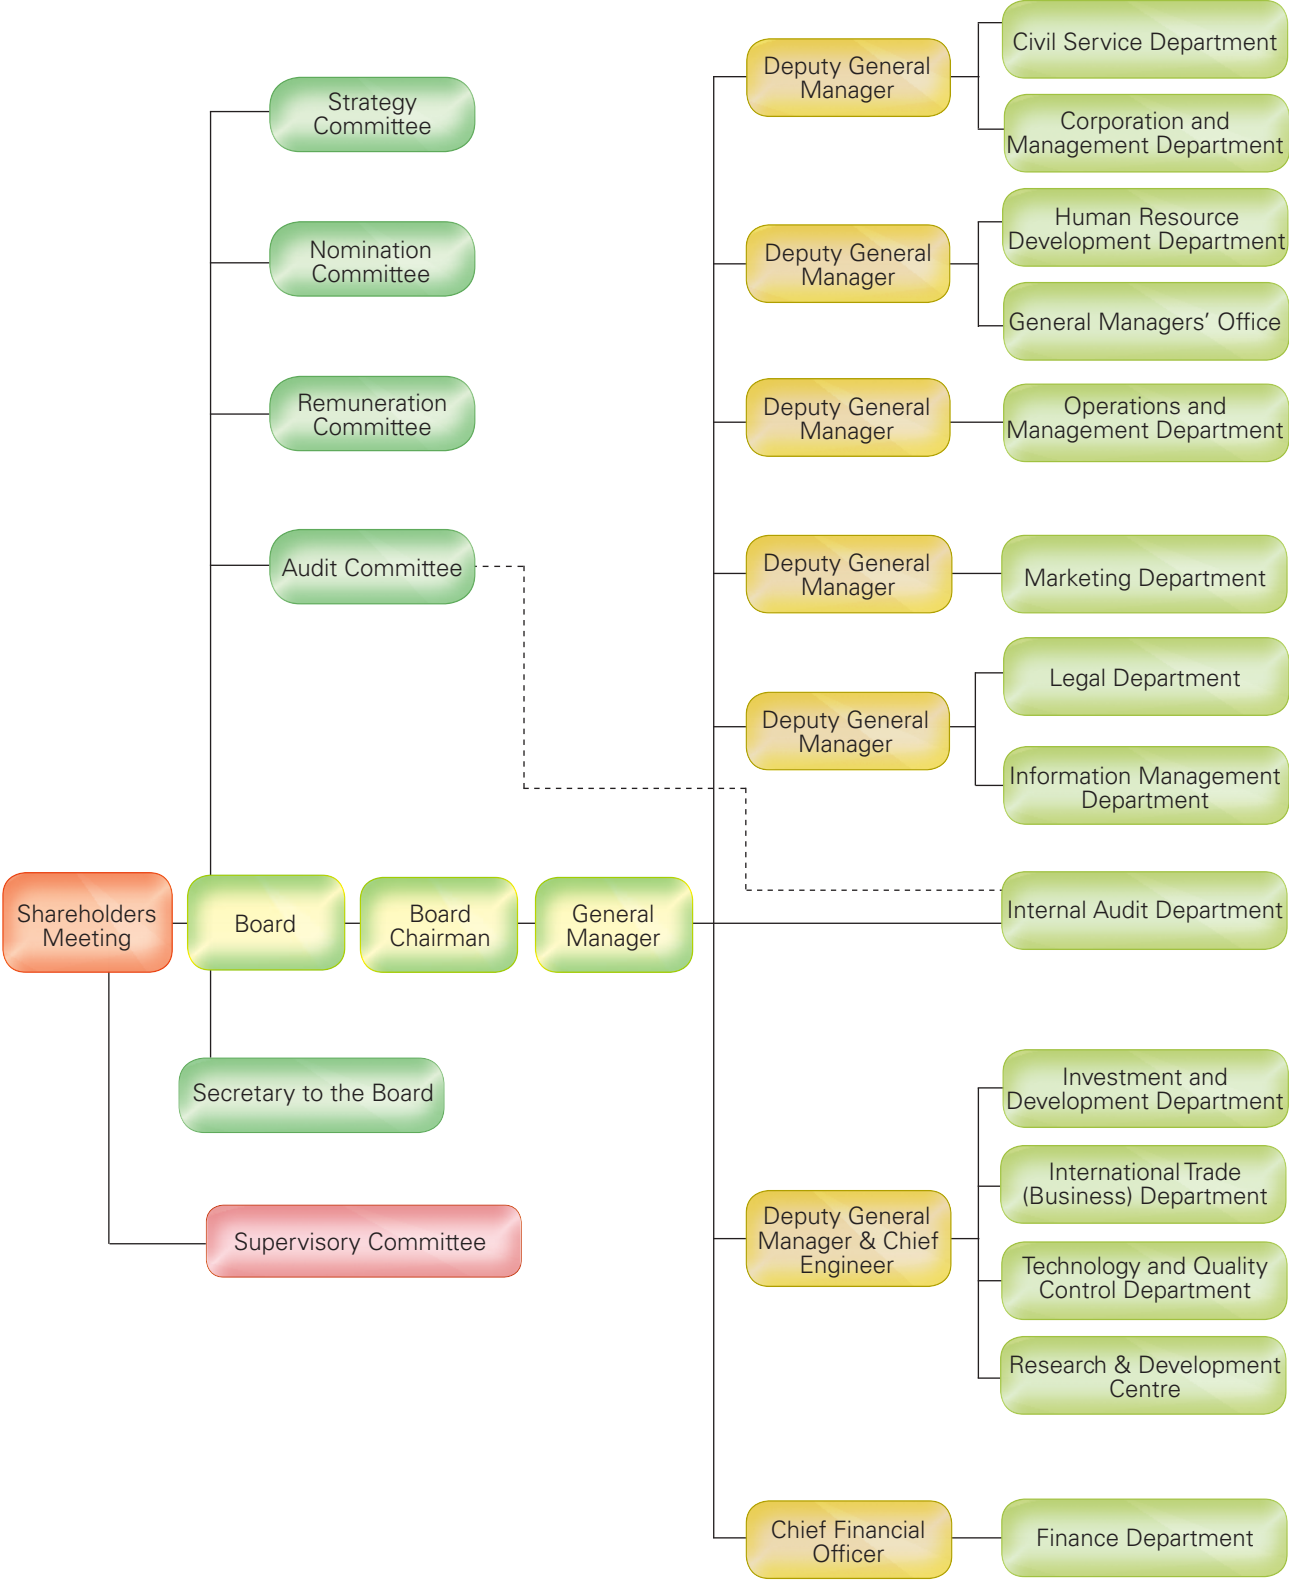 Strategy
Committee
Nomination
Committee
Remuneration
Committee
Audit Committee
Shareholders
Meeting
Board
Board
Chairman
General
Manager
Secretary to the Board
Supervisory Committee
Deputy General
Manager
Civil Service Department
Corporation and
Management Department
Deputy General
Manager
Human Resource
Development Department
General Managers’ Office
Deputy General
Manager
Operations and
Management Department
Deputy General
Manager
Marketing Department
Deputy General
Manager
Legal Department
Information Management
Department
Internal Audit Department
Deputy General
Manager & Chief
Engineer
Investment and
Development Department
International Trade
(Business) Department
Technology and Quality
Control Department
Research & Development
Centre
Chief Financial
Officer
Finance Department